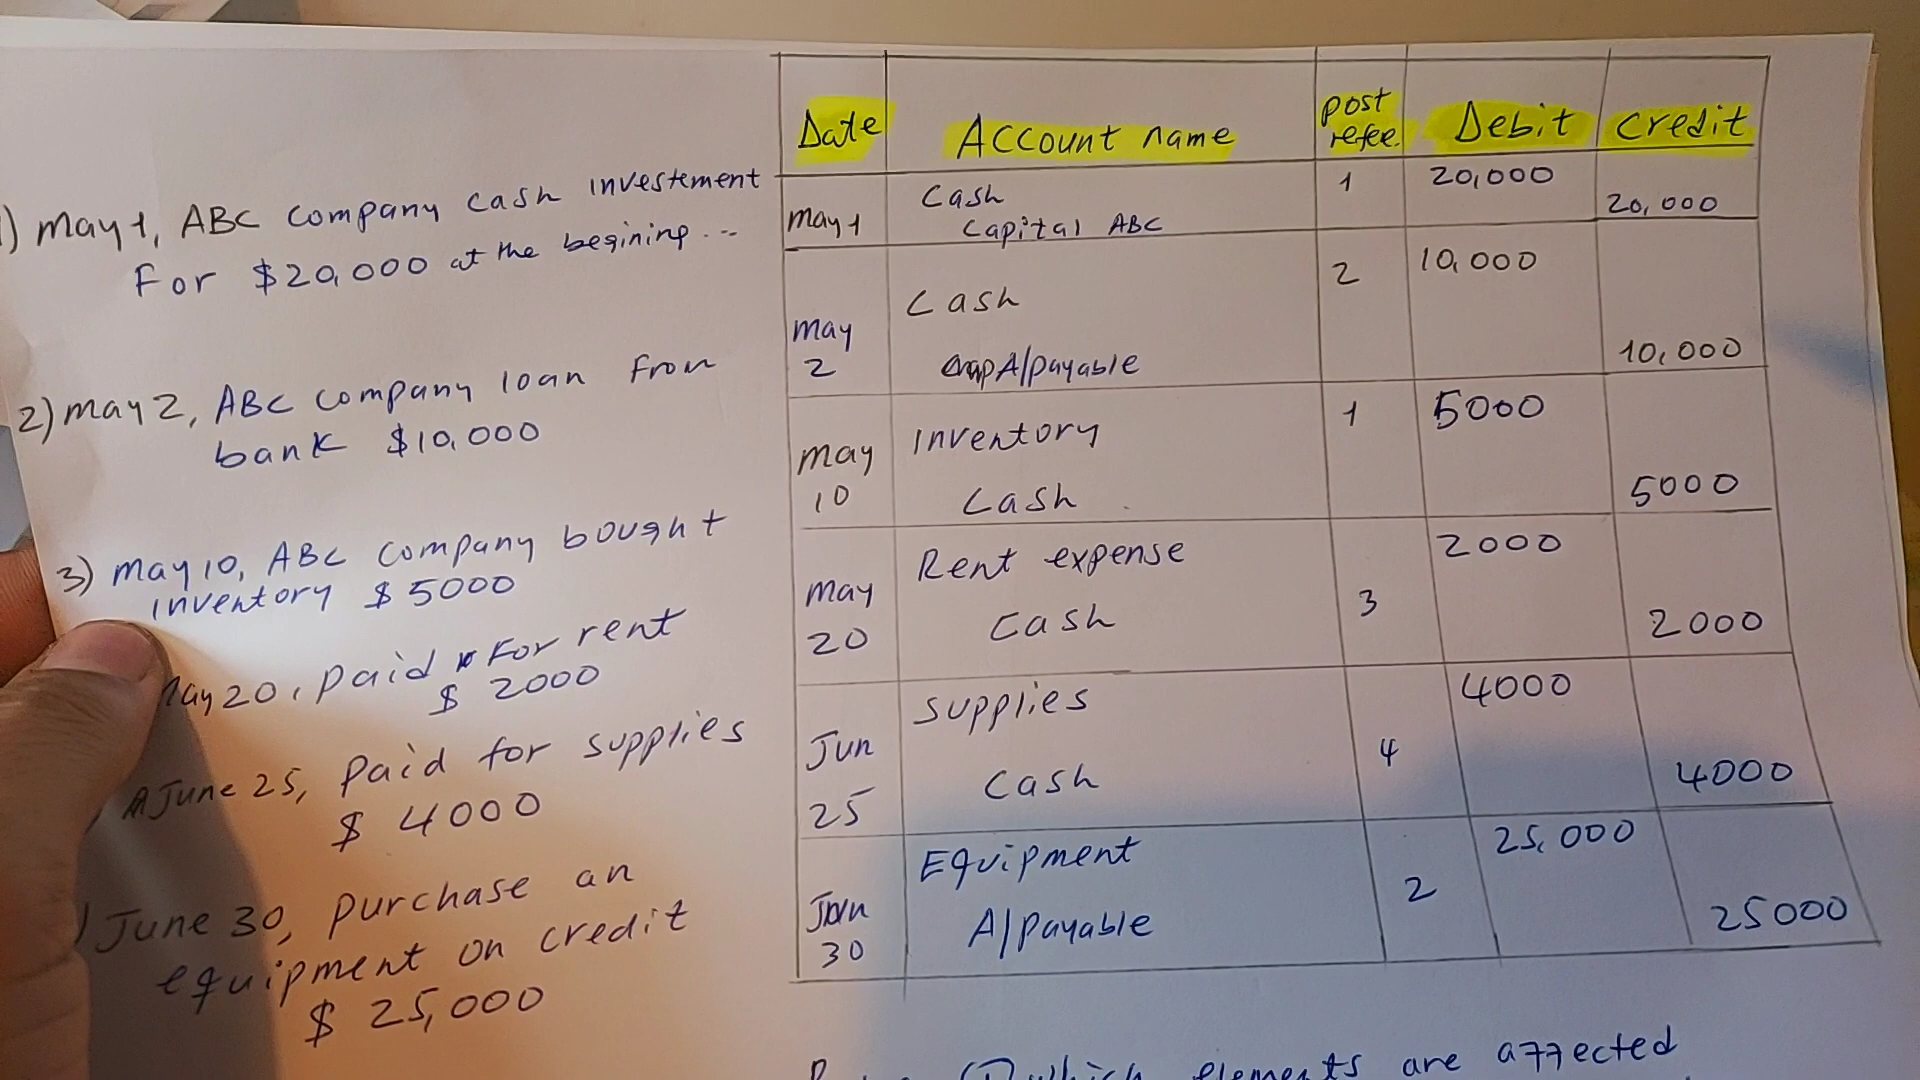 1) may 1, ABC company cash investement
For $20,000 at the begining...
2) may 2, ABC company loan from
bank $10,000
3) may 10, ABC company bought
inventory $5000
May 20, paid For rent
$ 2000
June 25, paid for supplies
$ 4000
June 30, purchase an
equipment on credit
$ 25,000
Date Account name post refee. Debit credit
may 1 Cash 1 20,000
Capital ABC 20,000
may 2 Cash 2 10,000
A/payable 10,000
may 10 inventory 1 5000
Cash 5000
may 20 Rent expense 3 2000
Cash 2000
Jun 25 supplies 4 4000
Cash 4000
Jun 30 Equipment 2 25,000
A/payable 25000
which elements are affected